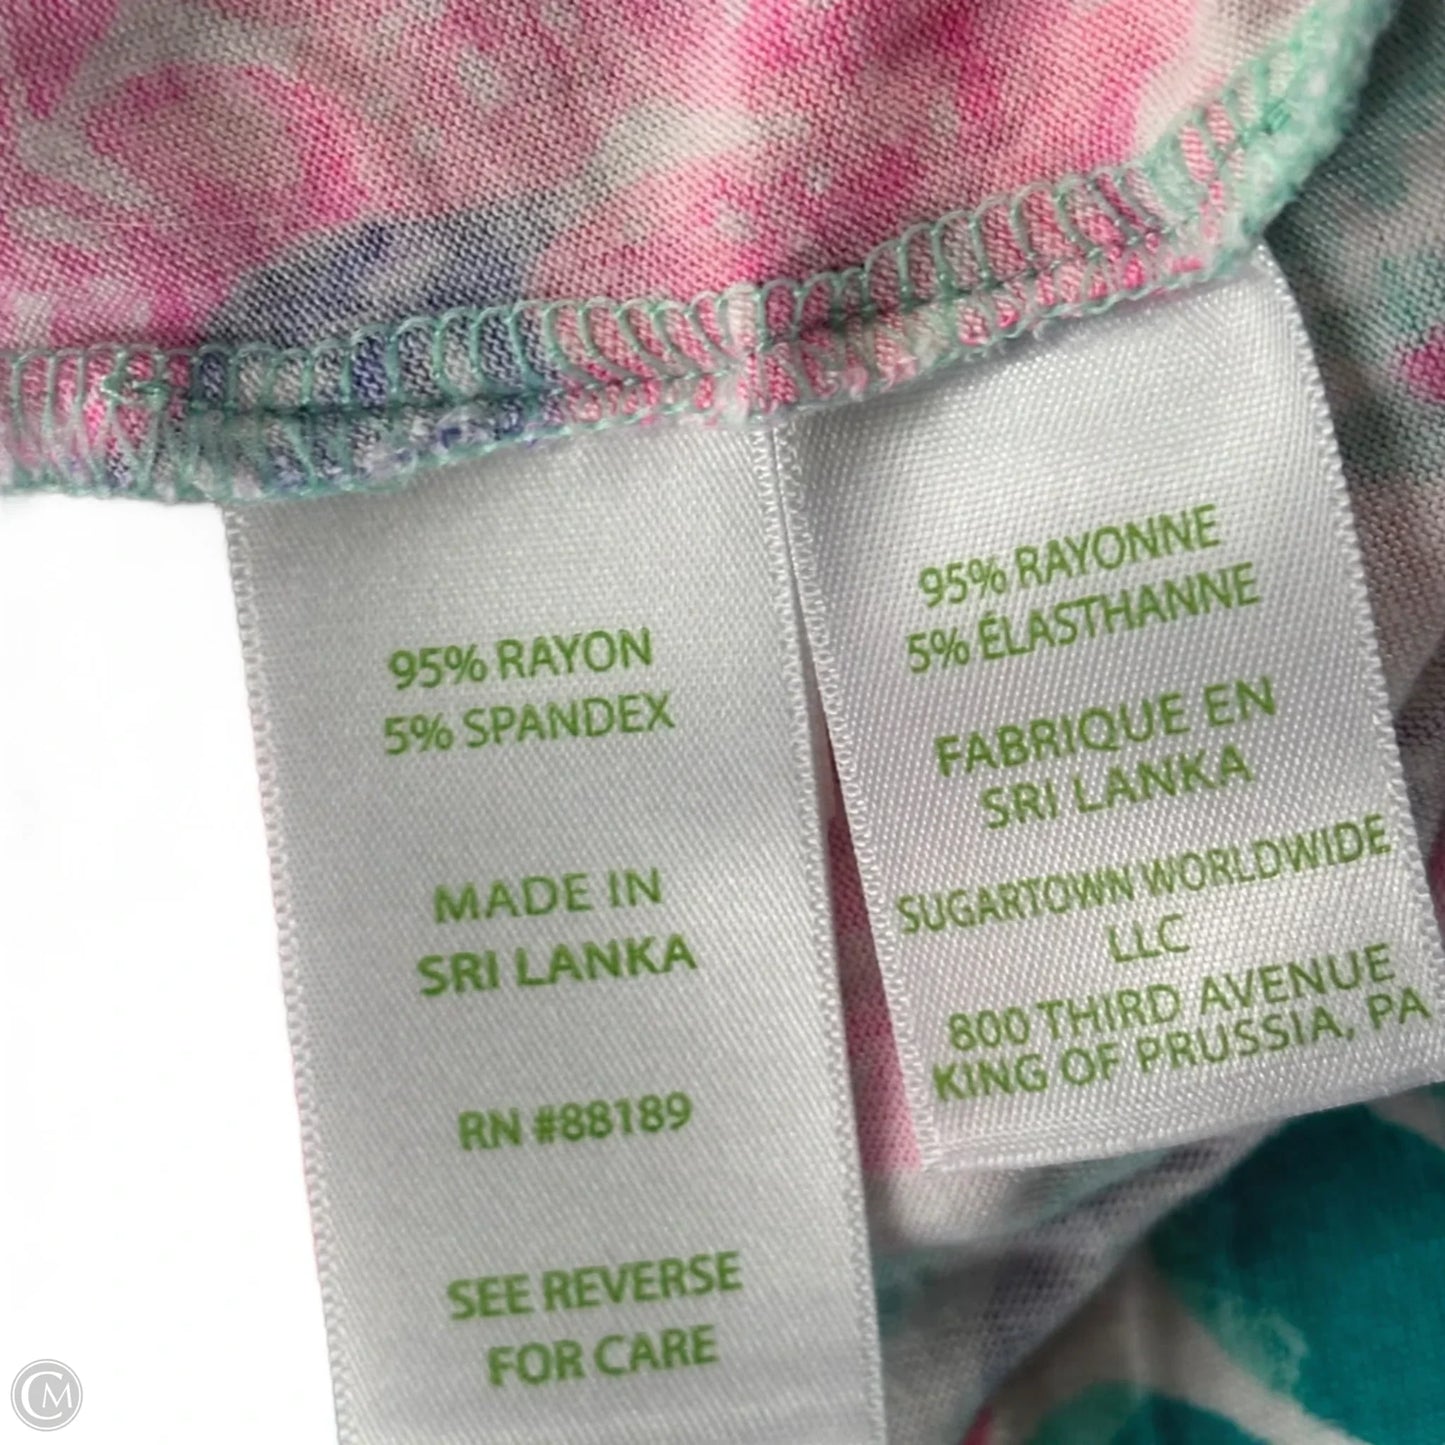 95% RAYON
5% SPANDEX
MADE IN
SRI LANKA
RN #88189
SEE REVERSE
FOR CARE
95% RAYONNE
5% ÉLASTHANNE
FABRIQUE EN
SRI LANKA
SUGARTOWN WORLDWIDE
LLC
800 THIRD AVENUE
KING OF PRUSSIA, PA
CM